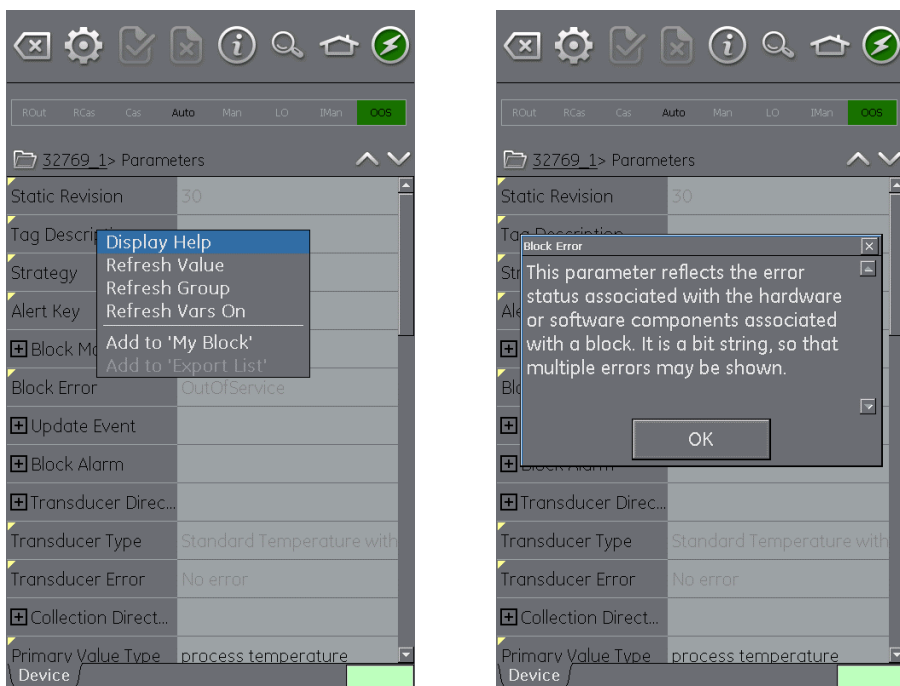 ROut RCas Cas Auto Man LO IMan OOS
32769_1> Parameters
Static Revision 30
Tag Descrip
Strategy
Alert Key
Block Mo
Display Help
Refresh Value
Refresh Group
Refresh Vars On
Add to 'My Block'
Add to 'Export List'
Block Error OutOfService
Update Event
Block Alarm
Transducer Direc...
Transducer Type Standard Temperature with
Transducer Error No error
Collection Direct...
Primary Value Type process temperature
Device
ROut RCas Cas Auto Man LO IMan OOS
32769_1> Parameters
Static Revision 30
Tag Description
Block Error
This parameter reflects the error
status associated with the hardware
or software components associated
with a block. It is a bit string, so that
multiple errors may be shown.
OK
Block Alarm
Transducer Direc...
Transducer Type Standard Temperature with
Transducer Error No error
Collection Direct...
Primary Value Type process temperature
Device